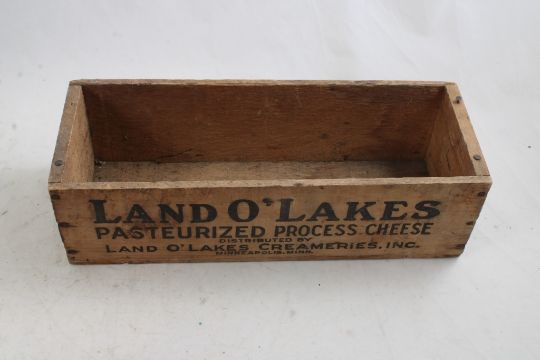 LAND O'LAKES
PASTEURIZED PROCESS CHEESE
DISTRIBUTED BY
LAND O'LAKES CREAMERIES, INC.
MINNEAPOLIS, MINN.